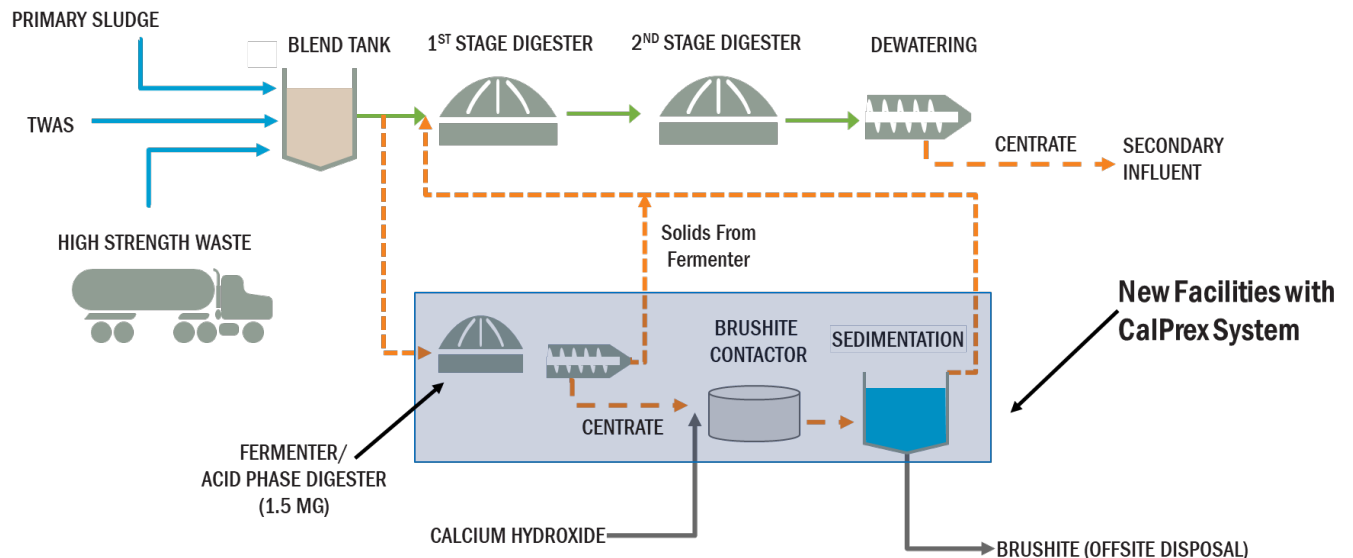 PRIMARY SLUDGE
BLEND TANK
1ST STAGE DIGESTER
2ND STAGE DIGESTER
DEWATERING
TWAS
CENTRATE
SECONDARY
INFLUENT
HIGH STRENGTH WASTE
Solids From
Fermenter
New Facilities with
CalPrex System
BRUSHITE
CONTACTOR
SEDIMENTATION
CENTRATE
FERMENTER/
ACID PHASE DIGESTER
(1.5 MG)
CALCIUM HYDROXIDE
BRUSHITE (OFFSITE DISPOSAL)